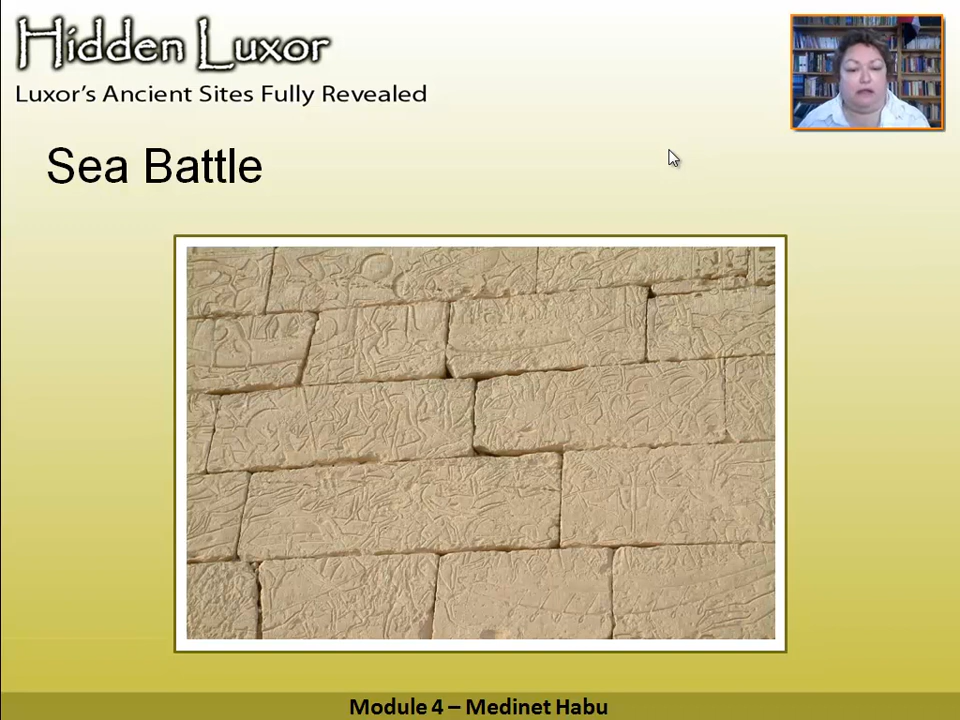 Hidden Luxor
Luxor's Ancient Sites Fully Revealed
Sea Battle
Module 4 – Medinet Habu